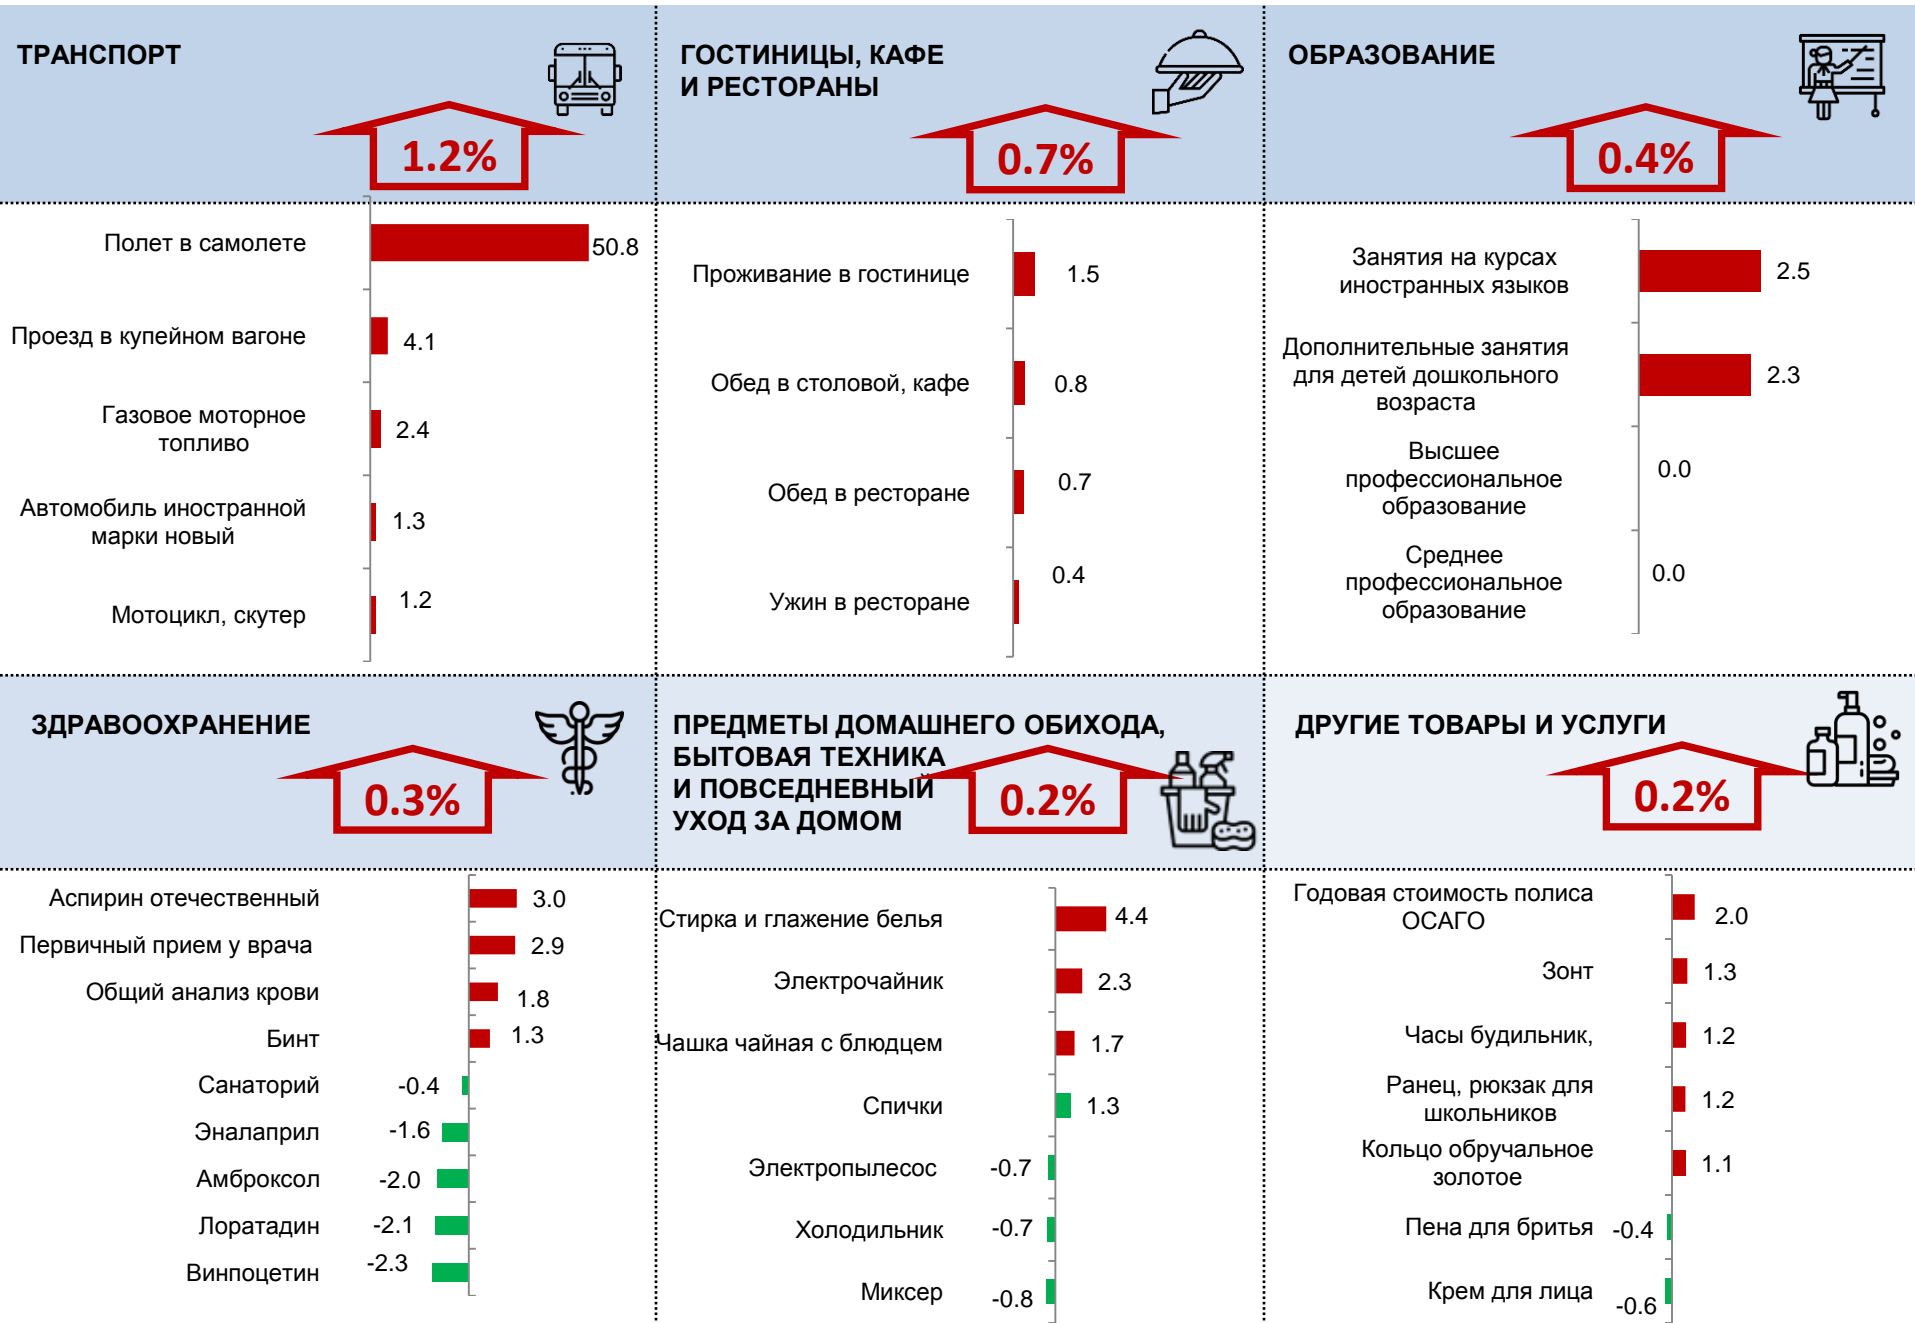 ТРАНСПОРТ
1.2%
Полет в самолете
50.8
Проезд в купейном вагоне
4.1
Газовое моторное
топливо
2.4
Автомобиль иностранной
марки новый
1.3
Мотоцикл, скутер
1.2
ГОСТИНИЦЫ, КАФЕ
И РЕСТОРАНЫ
0.7%
Проживание в гостинице
1.5
Обед в столовой, кафе
0.8
Обед в ресторане
0.7
Ужин в ресторане
0.4
ОБРАЗОВАНИЕ
0.4%
Занятия на курсах
иностранных языков
2.5
Дополнительные занятия
для детей дошкольного
возраста
2.3
Высшее
профессиональное
образование
0.0
Среднее
профессиональное
образование
0.0
ЗДРАВООХРАНЕНИЕ
0.3%
Аспирин отечественный
3.0
Первичный прием у врача
2.9
Общий анализ крови
1.8
Бинт
1.3
Санаторий
-0.4
Эналаприл
-1.6
Амброксол
-2.0
Лоратадин
-2.1
Винпоцетин
-2.3
ПРЕДМЕТЫ ДОМАШНЕГО ОБИХОДА,
БЫТОВАЯ ТЕХНИКА
И ПОВСЕДНЕВНЫЙ
УХОД ЗА ДОМОМ
0.2%
Стирка и глажение белья
4.4
Электрочайник
2.3
Чашка чайная с блюдцем
1.7
Спички
1.3
Электропылесос
-0.7
Холодильник
-0.7
Миксер
-0.8
ДРУГИЕ ТОВАРЫ И УСЛУГИ
0.2%
Годовая стоимость полиса
ОСАГО
2.0
Зонт
1.3
Часы будильник,
1.2
Ранец, рюкзак для
школьников
1.2
Кольцо обручальное
золотое
1.1
Пена для бритья
-0.4
Крем для лица
-0.6